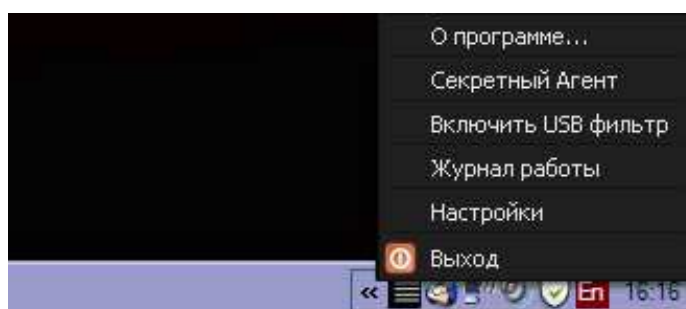 О программе...
Секретный Агент
Включить USB фильтр
Журнал работы
Настройки
Выход
« En 16:16